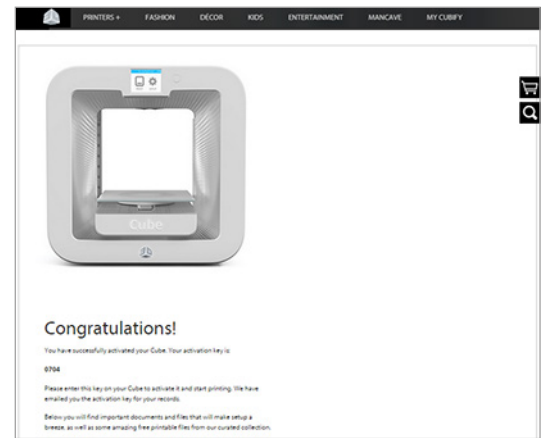 PRINTERS + FASHION DÉCOR KIDS ENTERTAINMENT MANCAVE MY CUBIFY
Cube
Congratulations!
You have successfully activated your Cube. Your activation key is:
0704
Please enter this key on your Cube to activate it and start printing. We have
emailed you the activation key for your records.
Below you will find important documents and files that will make setup a
breeze, as well as some amazing free printable files from our curated collection.